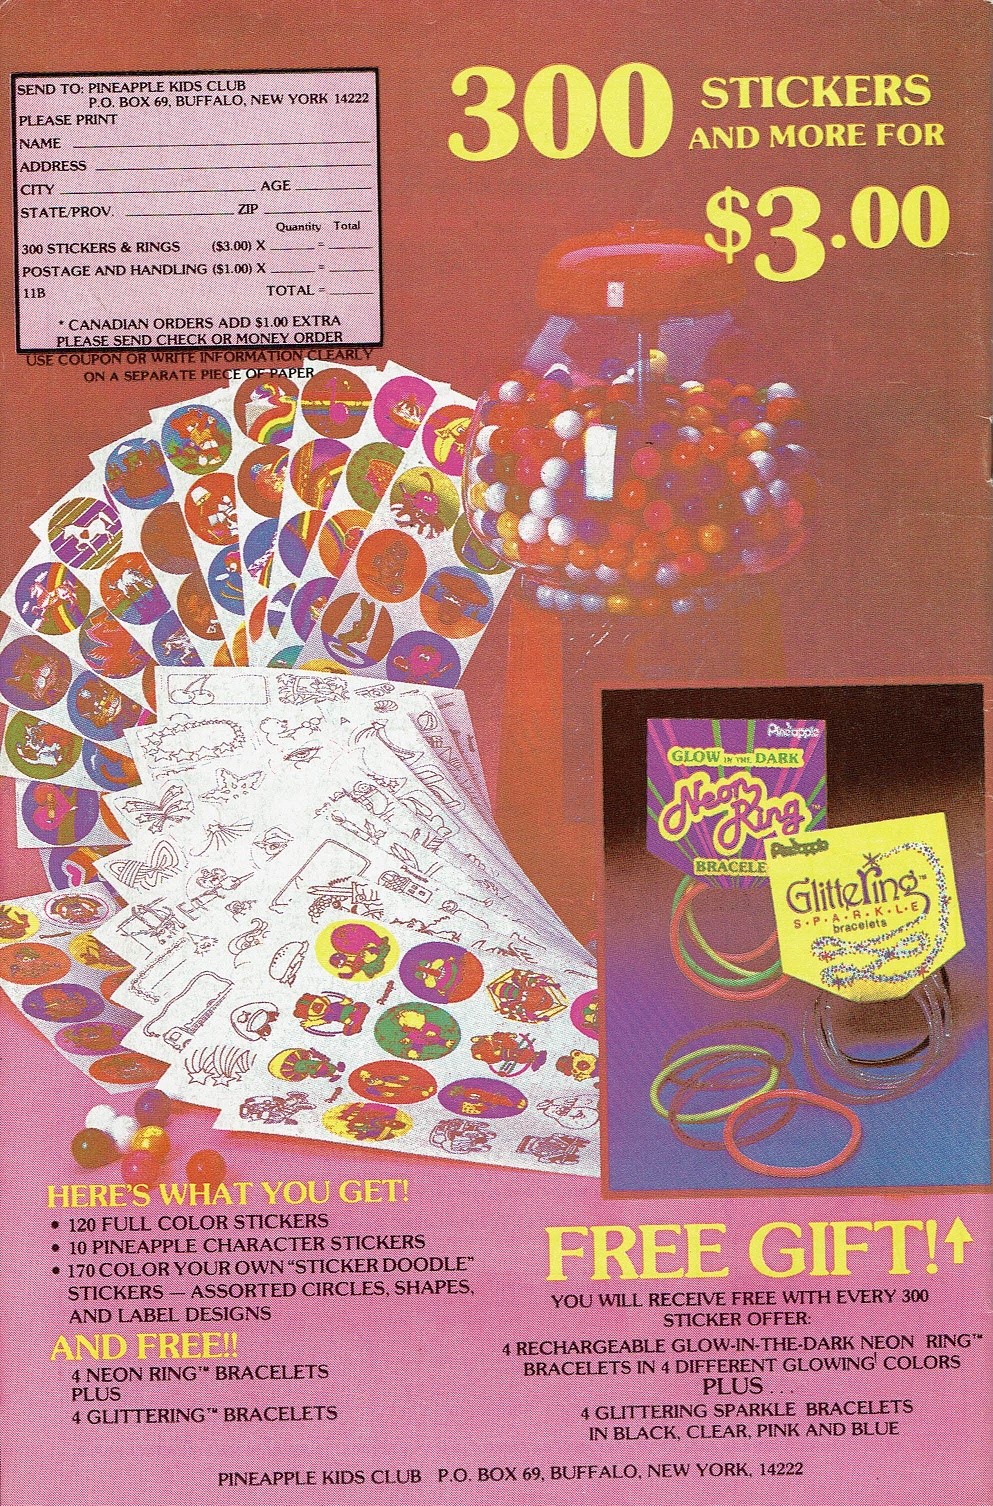 SEND TO: PINEAPPLE KIDS CLUB
P.O. BOX 69, BUFFALO, NEW YORK 14222
PLEASE PRINT
NAME
ADDRESS
CITY AGE
STATE/PROV. ZIP
Quantity Total
300 STICKERS & RINGS ($3.00) X =
POSTAGE AND HANDLING ($1.00) X =
11B TOTAL =
* CANADIAN ORDERS ADD $1.00 EXTRA
PLEASE SEND CHECK OR MONEY ORDER
USE COUPON OR WRITE INFORMATION CLEARLY
ON A SEPARATE PIECE OF PAPER
300 STICKERS
AND MORE FOR
$3.00
Pineapple
GLOW IN THE DARK
Neon
Ring™
BRACELE
Pineapple
Glittering™
S·P·A·R·K·L·E
bracelets
HERE'S WHAT YOU GET!
• 120 FULL COLOR STICKERS
• 10 PINEAPPLE CHARACTER STICKERS
• 170 COLOR YOUR OWN "STICKER DOODLE"
STICKERS — ASSORTED CIRCLES, SHAPES,
AND LABEL DESIGNS
AND FREE!!
4 NEON RING™ BRACELETS
PLUS
4 GLITTERING™ BRACELETS
FREE GIFT!
YOU WILL RECEIVE FREE WITH EVERY 300
STICKER OFFER:
4 RECHARGEABLE GLOW-IN-THE-DARK NEON RING™
BRACELETS IN 4 DIFFERENT GLOWING COLORS
PLUS . . .
4 GLITTERING SPARKLE BRACELETS
IN BLACK, CLEAR, PINK AND BLUE
PINEAPPLE KIDS CLUB P.O. BOX 69, BUFFALO, NEW YORK, 14222